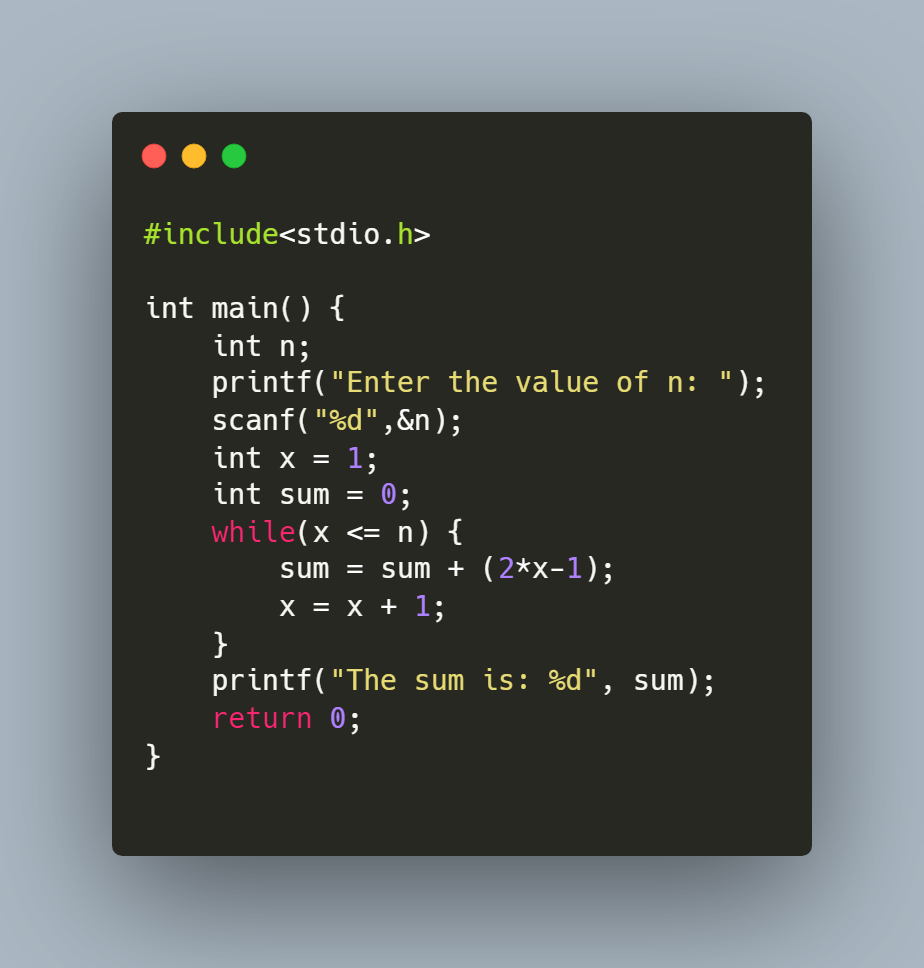 #include<stdio.h>

int main() {
    int n;
    printf("Enter the value of n: ");
    scanf("%d",&n);
    int x = 1;
    int sum = 0;
    while(x <= n) {
        sum = sum + (2*x-1);
        x = x + 1;
    }
    printf("The sum is: %d", sum);
    return 0;
}